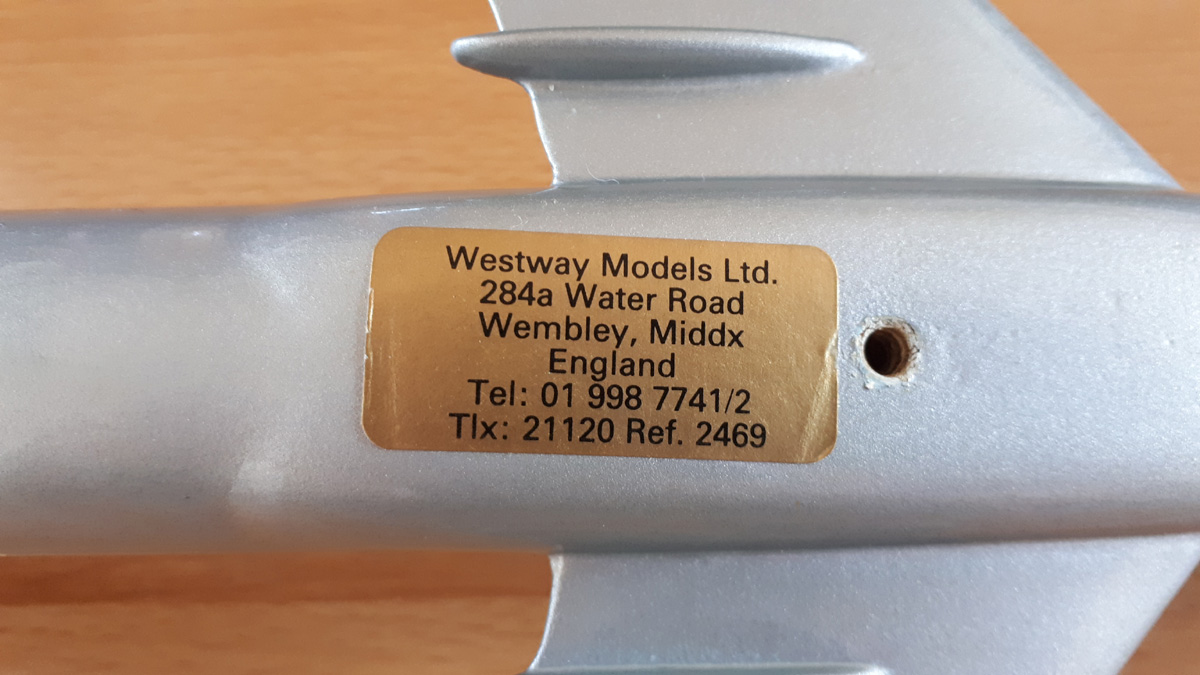 Westway Models Ltd.
284a Water Road
Wembley, Middx
England
Tel: 01 998 7741/2
Tlx: 21120 Ref. 2469